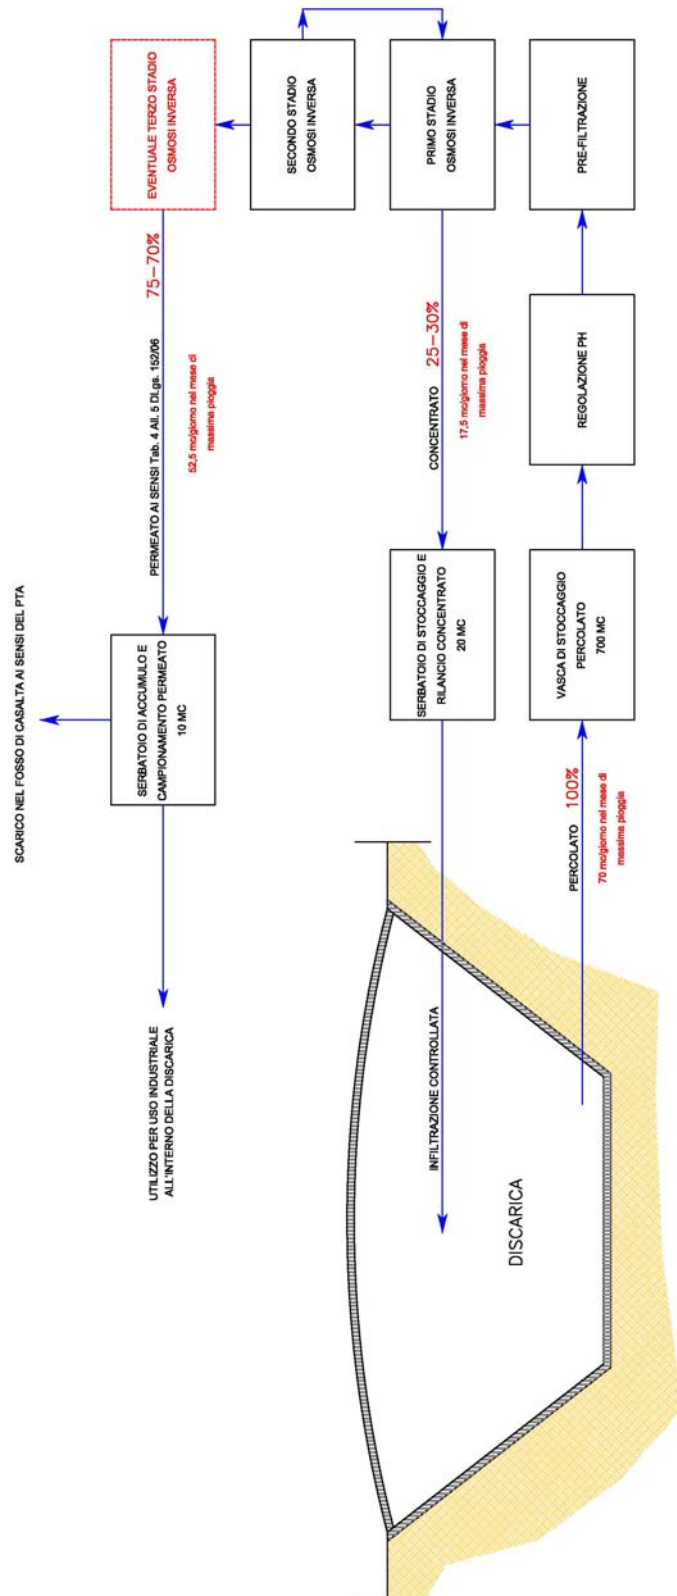 SCARICO NEL FOSSO DI CASALTA AI SENSI DEL PTA
UTILIZZO PER USO INDUSTRIALE
ALL'INTERNO DELLA DISCARICA
SERBATOIO DI ACCUMULO E
CAMPIONAMENTO PERMEATO
10 MC
PERMEATO AI SENSI Tab. 4 All. 5 D.Lgs. 152/06
75-70%
52,5 mc/giorno nel mese di
massima pioggia
EVENTUALE TERZO STADIO
OSMOSI INVERSA
SECONDO STADIO
OSMOSI INVERSA
INFILTRAZIONE CONTROLLATA
SERBATOIO DI STOCCAGGIO E
RILANCIO CONCENTRATO
20 MC
CONCENTRATO 25-30%
17,5 mc/giorno nel mese di
massima pioggia
PRIMO STADIO
OSMOSI INVERSA
DISCARICA
PERCOLATO 100%
70 mc/giorno nel mese di
massima pioggia
VASCA DI STOCCAGGIO
PERCOLATO
700 MC
REGOLAZIONE PH
PRE-FILTRAZIONE